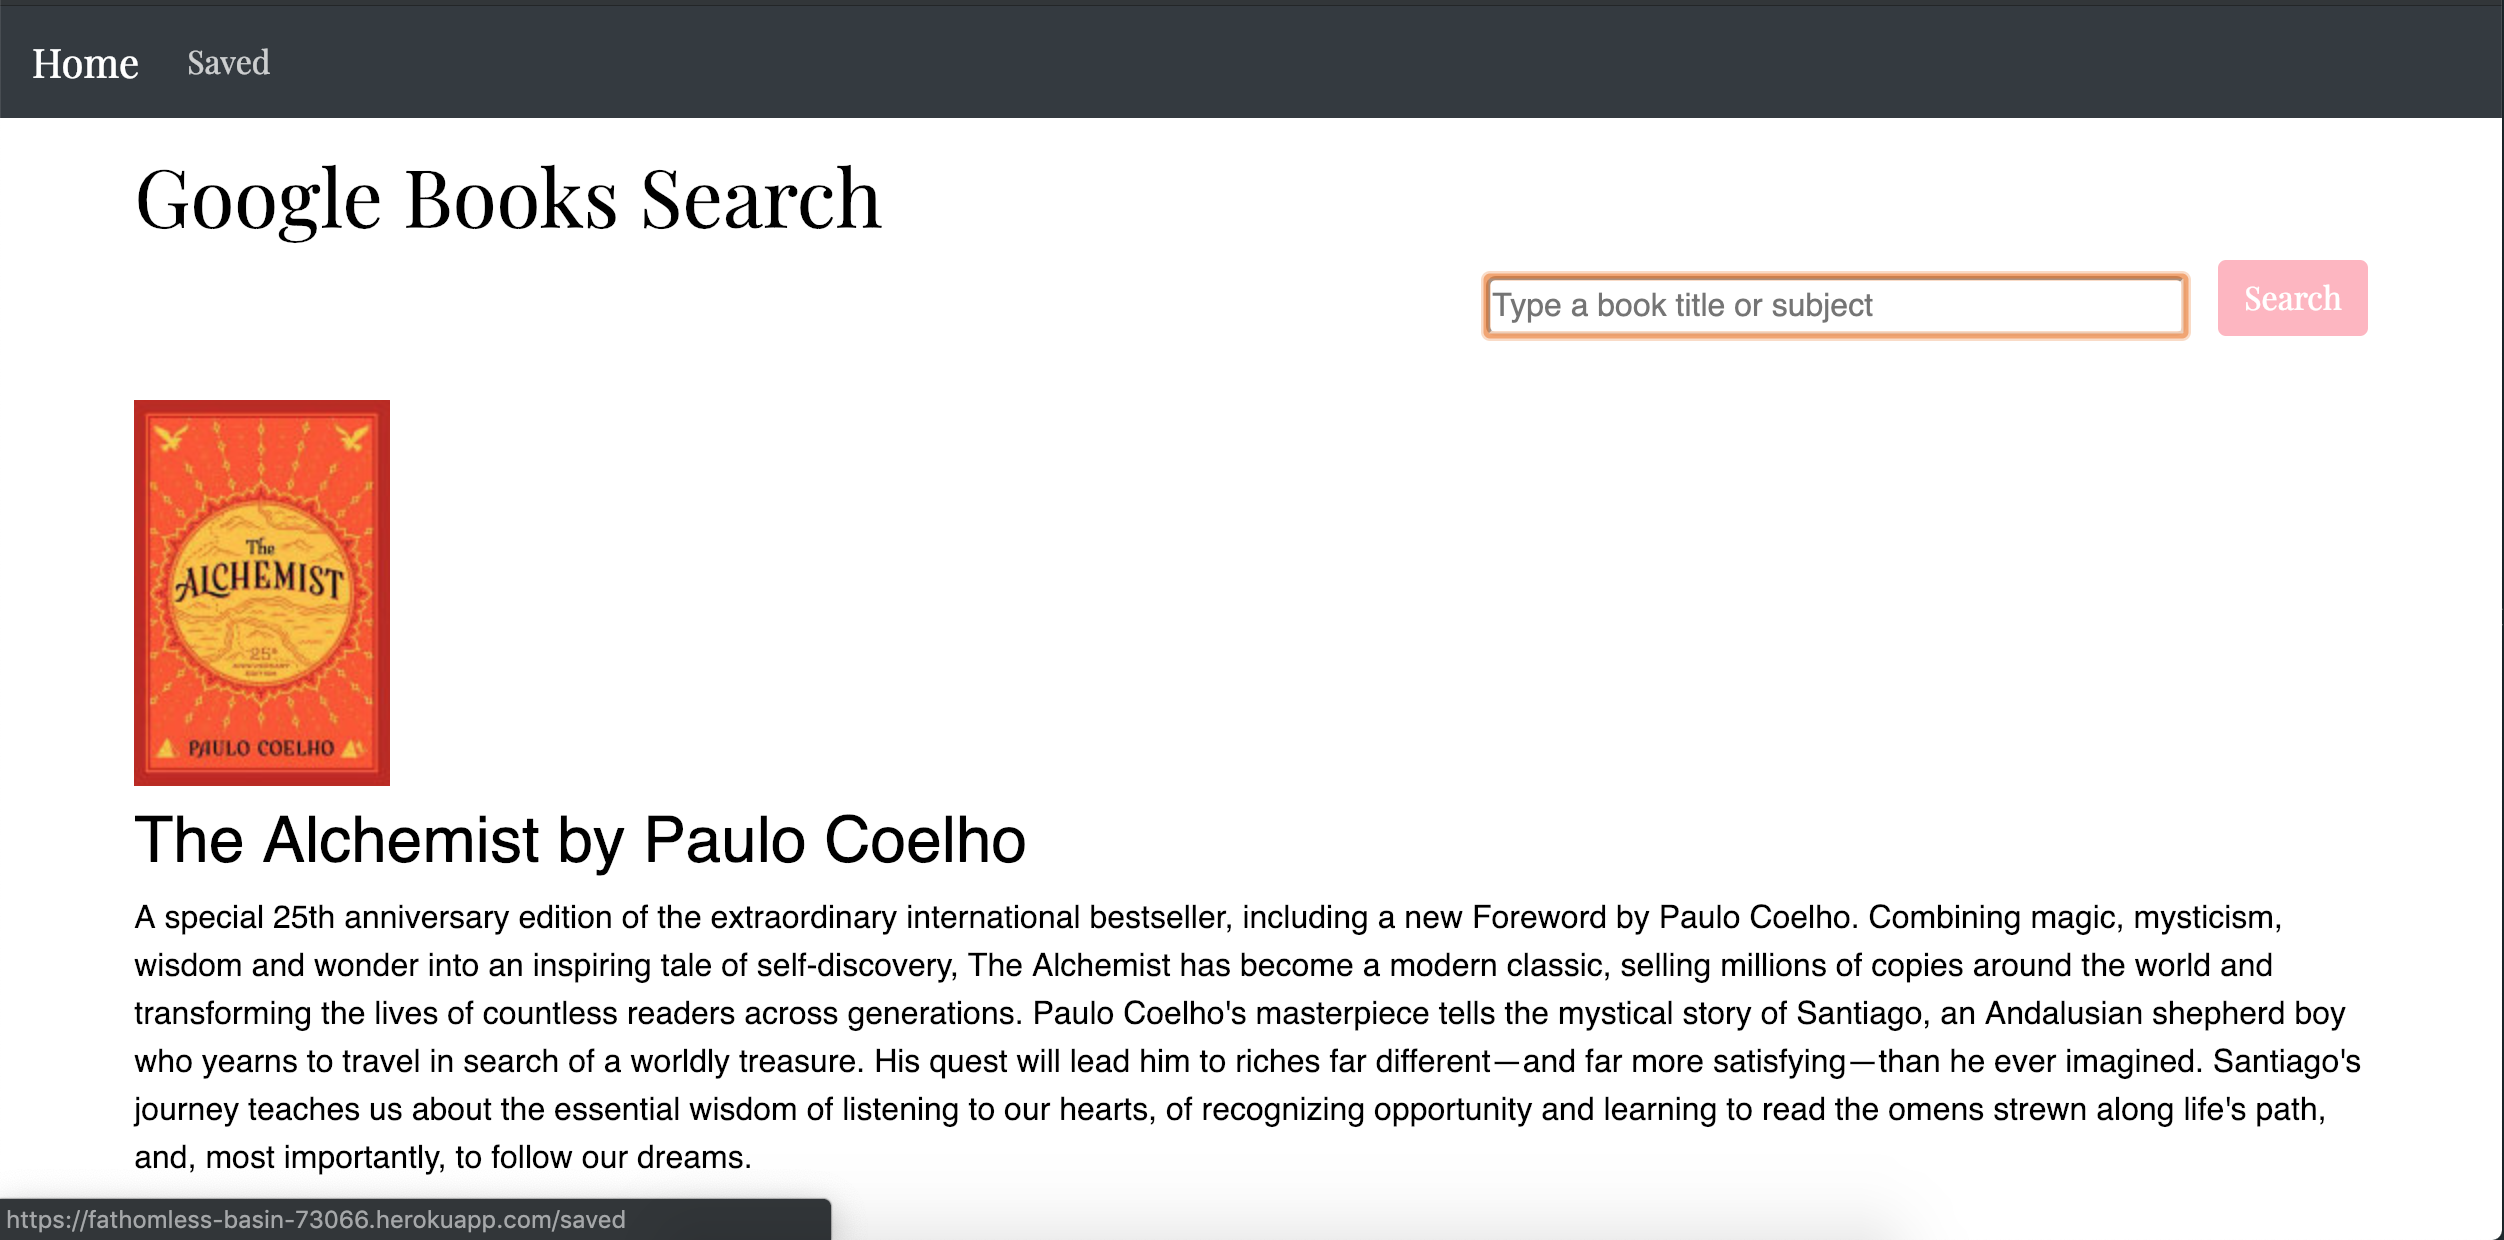 Home Saved
Google Books Search
Type a book title or subject Search
The
ALCHEMIST
25
ANNIVERSARY
EDITION
PAULO COELHO
The Alchemist by Paulo Coelho
A special 25th anniversary edition of the extraordinary international bestseller, including a new Foreword by Paulo Coelho. Combining magic, mysticism,
wisdom and wonder into an inspiring tale of self-discovery, The Alchemist has become a modern classic, selling millions of copies around the world and
transforming the lives of countless readers across generations. Paulo Coelho's masterpiece tells the mystical story of Santiago, an Andalusian shepherd boy
who yearns to travel in search of a worldly treasure. His quest will lead him to riches far different—and far more satisfying—than he ever imagined. Santiago's
journey teaches us about the essential wisdom of listening to our hearts, of recognizing opportunity and learning to read the omens strewn along life's path,
and, most importantly, to follow our dreams.
https://fathomless-basin-73066.herokuapp.com/saved